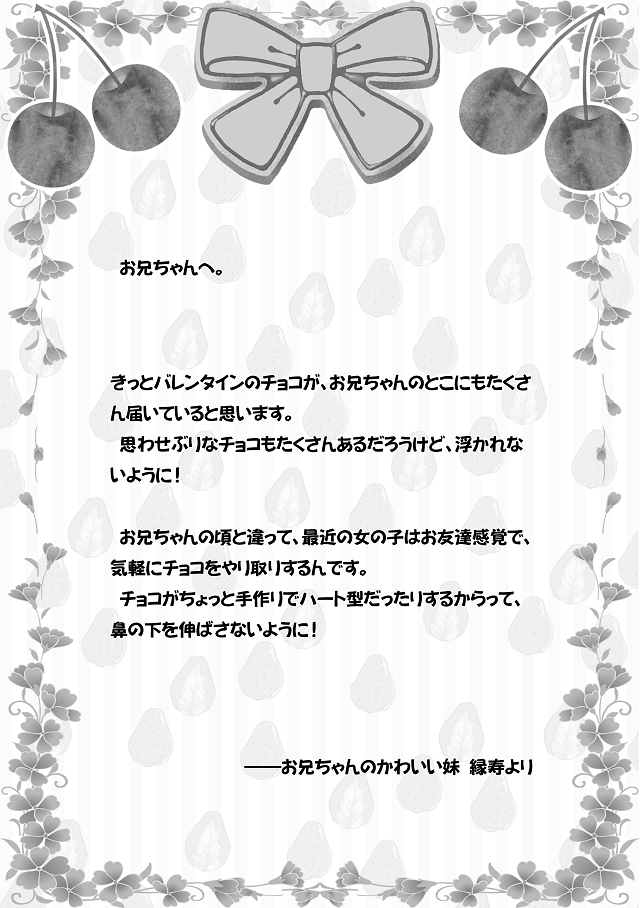 お兄ちゃんへ。
きっとバレンタインのチョコが、お兄ちゃんのとこにもたくさ
ん届いていると思います。
思わせぶりなチョコもたくさんあるだろうけど、浮かれな
いように!
お兄ちゃんの頃と違って、最近の女の子はお友達感覚で、
気軽にチョコをやり取りするんです。
チョコがちょっと手作りでハート型だったりするからって、
鼻の下を伸ばさないように!
――お兄ちゃんのかわいい妹 縁寿より